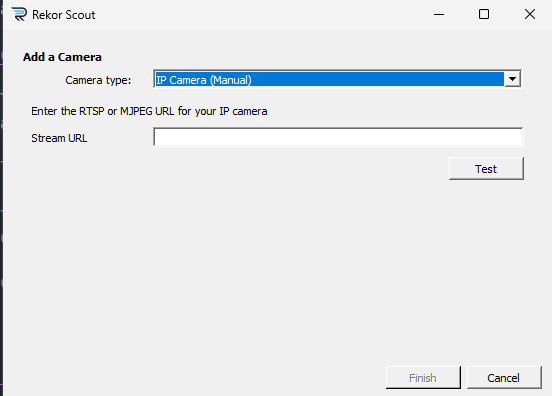 Rekor Scout
Add a Camera
Camera type: IP Camera (Manual)
Enter the RTSP or MJPEG URL for your IP camera
Stream URL
Test
Finish Cancel